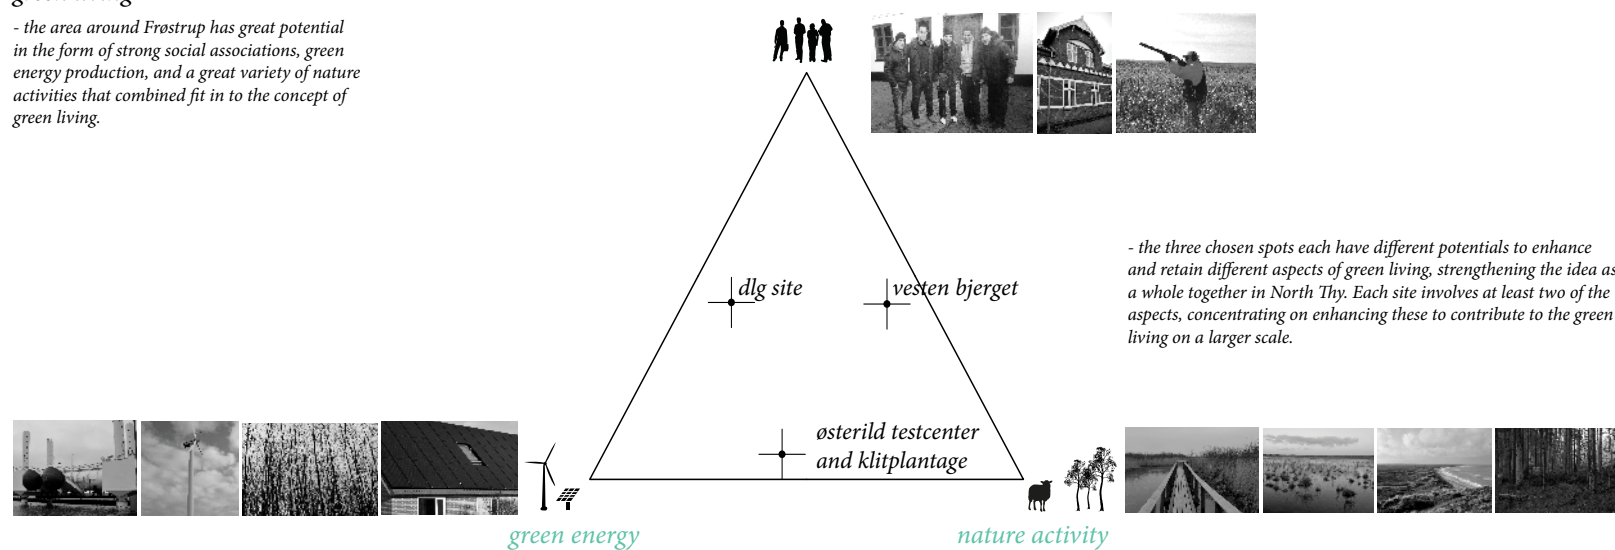 - the area around Frøstrup has great potential
in the form of strong social associations, green
energy production, and a great variety of nature
activities that combined fit in to the concept of
green living.
dlg site
vesten bjerget
- the three chosen spots each have different potentials to enhance
and retain different aspects of green living, strengthening the idea as
a whole together in North Thy. Each site involves at least two of the
aspects, concentrating on enhancing these to contribute to the green
living on a larger scale.
østerild testcenter
and klitplantage
green energy
nature activity